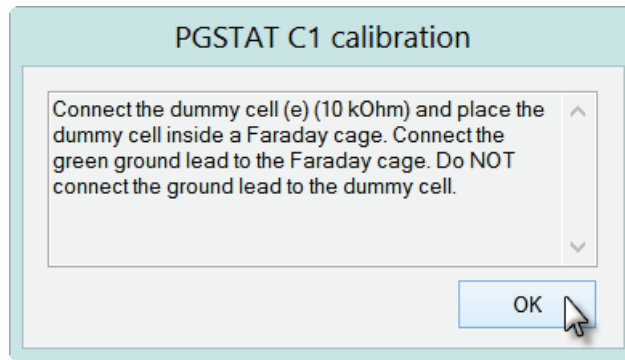 PGSTAT C1 calibration
Connect the dummy cell (e) (10 kOhm) and place the
dummy cell inside a Faraday cage. Connect the
green ground lead to the Faraday cage. Do NOT
connect the ground lead to the dummy cell.
OK